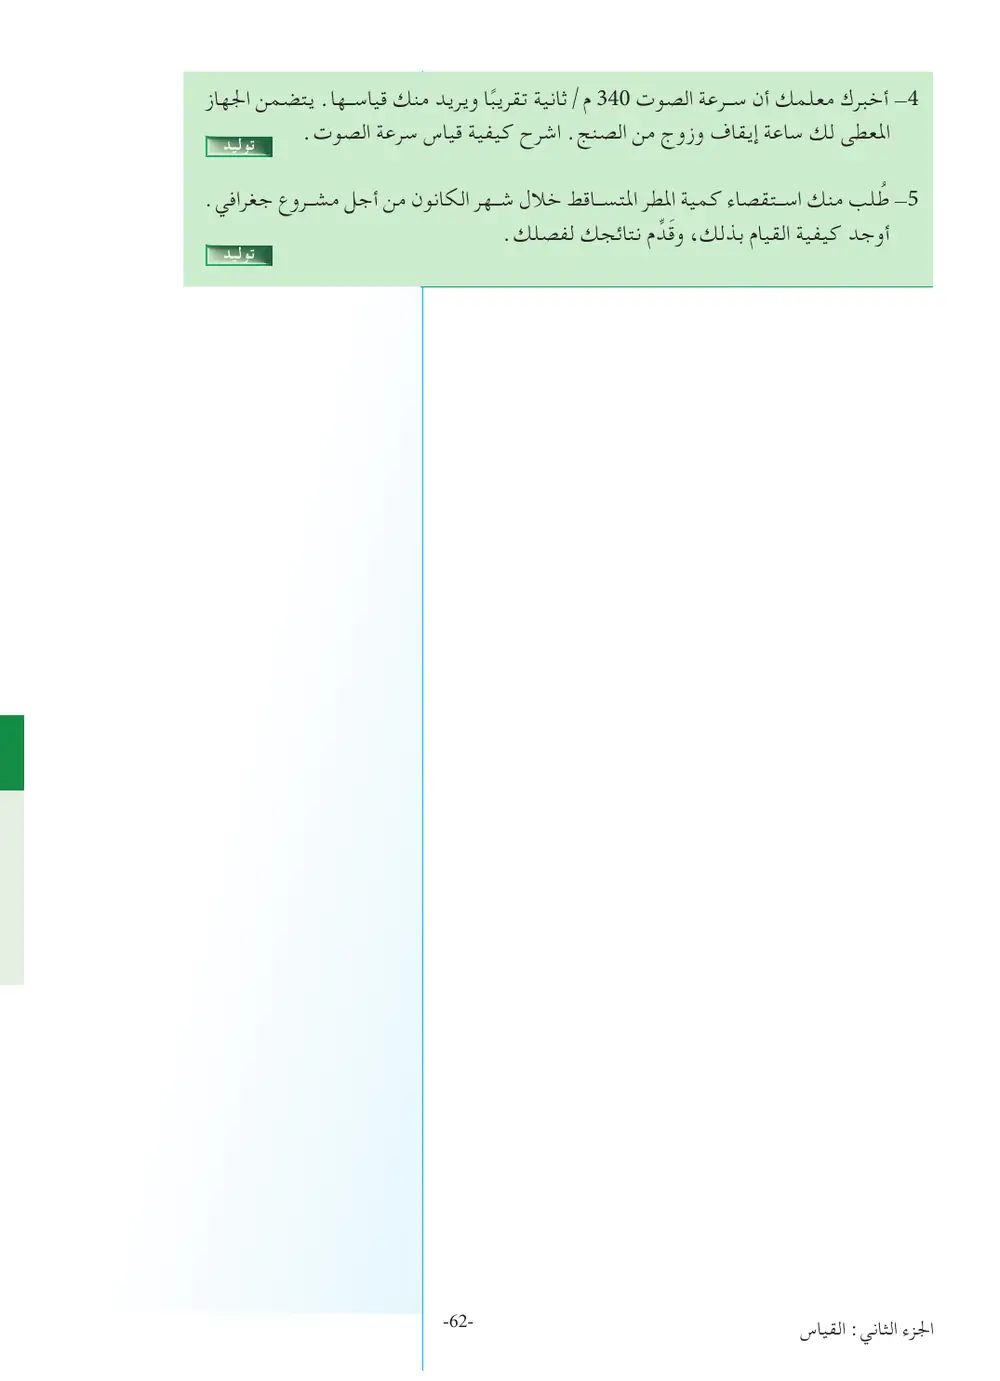 4– أخبرك معلمك أن سرعة الصوت 340 م/ ثانية تقريبًا ويريد منك قياسها. يتضمن الجهاز
المعطى لك ساعة إيقاف وزوج من الصنج. اشرح كيفية قياس سرعة الصوت.
توليد
5– طُلب منك استقصاء كمية المطر المتساقط خلال شهر الكانون من أجل مشروع جغرافي.
أوجد كيفية القيام بذلك، وقَدِّم نتائجك لفصلك.
توليد
-62-
الجزء الثاني: القياس